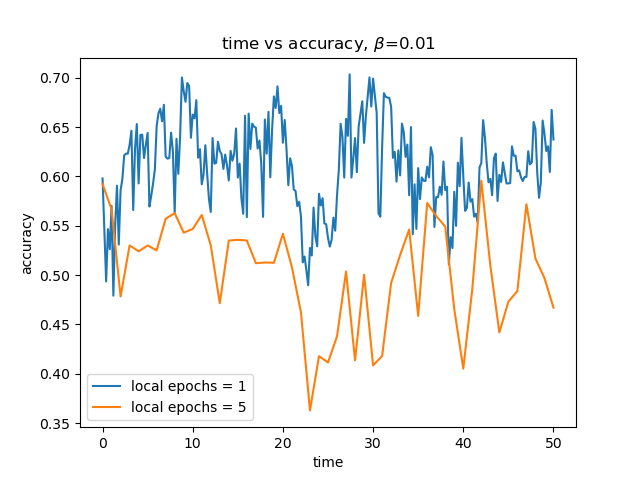 time vs accuracy, β=0.01
accuracy
0.70
0.65
0.60
0.55
0.50
0.45
0.40
0.35
local epochs = 1
local epochs = 5
0 10 20 30 40 50
time